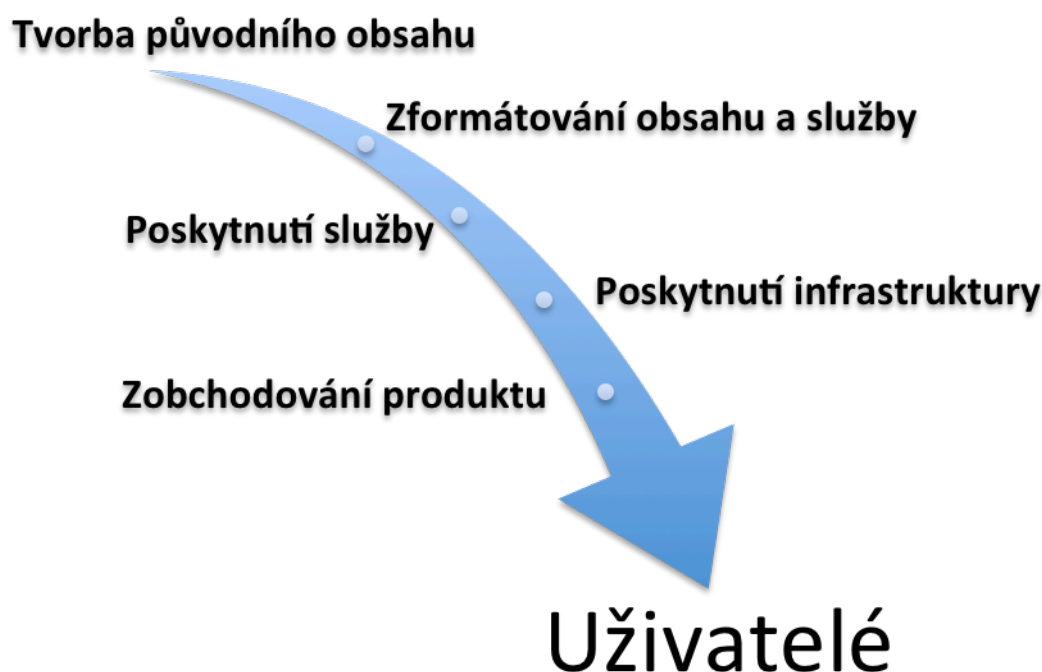 Tvorba původního obsahu
Zformátování obsahu a služby
Poskytnutí služby
Poskytnutí infrastruktury
Zobchodování produktu
Uživatelé